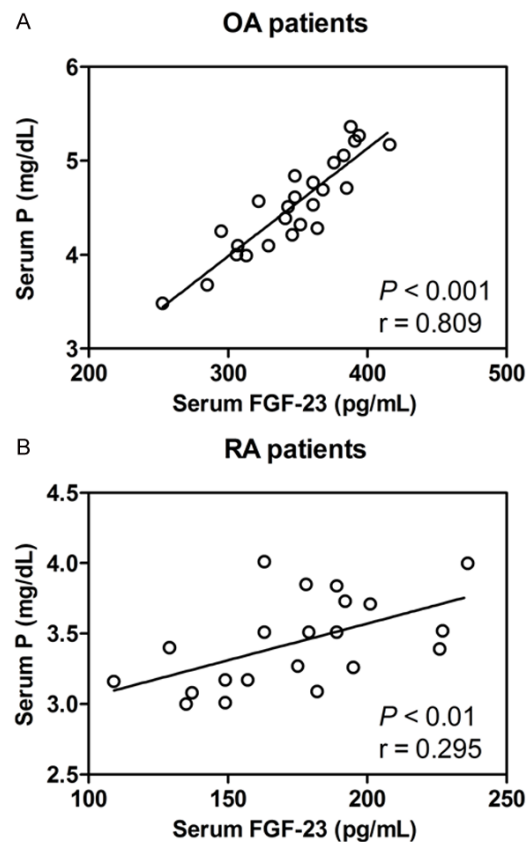 A
OA patients
6
5
4
3
Serum P (mg/dL)
P < 0.001
r = 0.809
200 300 400 500
Serum FGF-23 (pg/mL)
B
RA patients
4.5
4.0
3.5
3.0
2.5
Serum P (mg/dL)
P < 0.01
r = 0.295
100 150 200 250
Serum FGF-23 (pg/mL)